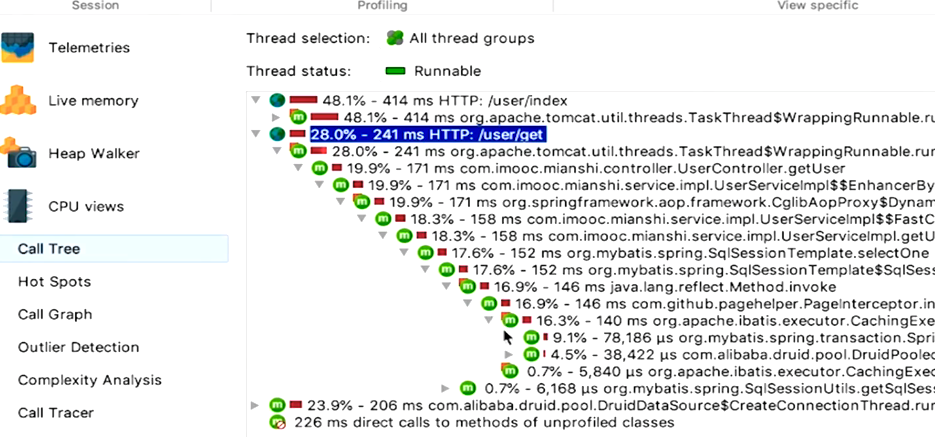 Session Profiling View specific
Telemetries
Live memory
Heap Walker
CPU views
Call Tree
Hot Spots
Call Graph
Outlier Detection
Complexity Analysis
Call Tracer
Thread selection: All thread groups
Thread status: Runnable
48.1% - 414 ms HTTP: /user/index
48.1% - 414 ms org.apache.tomcat.util.threads.TaskThread$WrappingRunnable.ru
28.0% - 241 ms HTTP: /user/get
28.0% - 241 ms org.apache.tomcat.util.threads.TaskThread$WrappingRunnable.run
19.9% - 171 ms com.imooc.mianshi.controller.UserController.getUser
19.9% - 171 ms com.imooc.mianshi.service.impl.UserServiceImpl$$EnhancerBy
19.9% - 171 ms org.springframework.aop.framework.CglibAopProxy$Dynam
18.3% - 158 ms com.imooc.mianshi.service.impl.UserServiceImpl$$FastC
18.3% - 158 ms com.imooc.mianshi.service.impl.UserServiceImpl.getU
17.6% - 152 ms org.mybatis.spring.SqlSessionTemplate.selectOne
17.6% - 152 ms org.mybatis.spring.SqlSessionTemplate$SqlSes
16.9% - 146 ms java.lang.reflect.Method.invoke
16.9% - 146 ms com.github.pagehelper.PageInterceptor.in
16.3% - 140 ms org.apache.ibatis.executor.CachingExe
9.1% - 78,186 µs org.mybatis.spring.transaction.Spri
4.5% - 38,422 µs com.alibaba.druid.pool.DruidPoole
0.7% - 5,840 µs org.apache.ibatis.executor.CachingExe
0.7% - 6,168 µs org.mybatis.spring.SqlSessionUtils.getSqlSes
23.9% - 206 ms com.alibaba.druid.pool.DruidDataSource$CreateConnectionThread.run
226 ms direct calls to methods of unprofiled classes